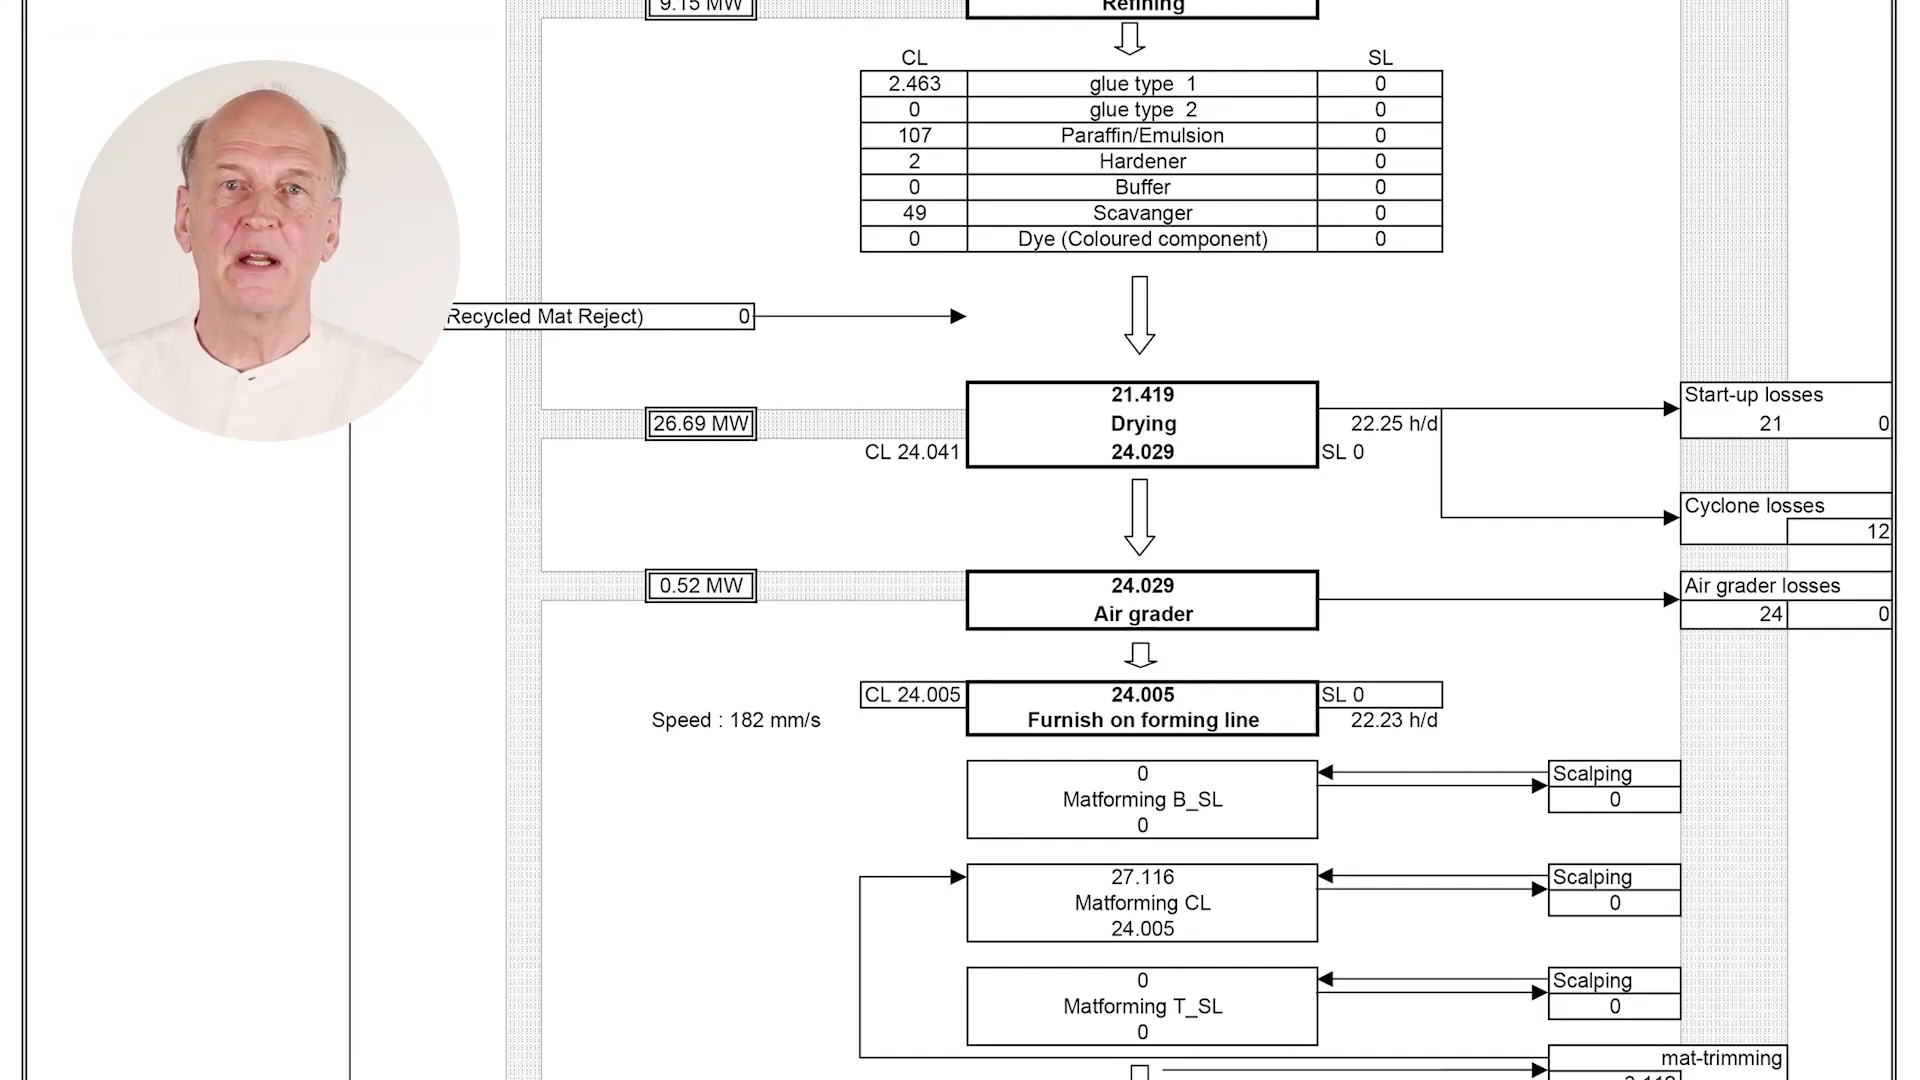 9.15 MW
Refining
CL SL
2.463 glue type 1 0
0 glue type 2 0
107 Paraffin/Emulsion 0
2 Hardener 0
0 Buffer 0
49 Scavanger 0
0 Dye (Coloured component) 0
Recycled Mat Reject) 0
21.419 Start-up losses
26.69 MW Drying 22.25 h/d 21 0
CL 24.041 24.029 SL 0
Cyclone losses
12
0.52 MW 24.029 Air grader losses
Air grader 24 0
CL 24.005 24.005 SL 0
Speed : 182 mm/s Furnish on forming line 22.23 h/d
0 Scalping
Matforming B_SL 0
0
27.116 Scalping
Matforming CL 0
24.005
0 Scalping
Matforming T_SL 0
0
mat-trimming